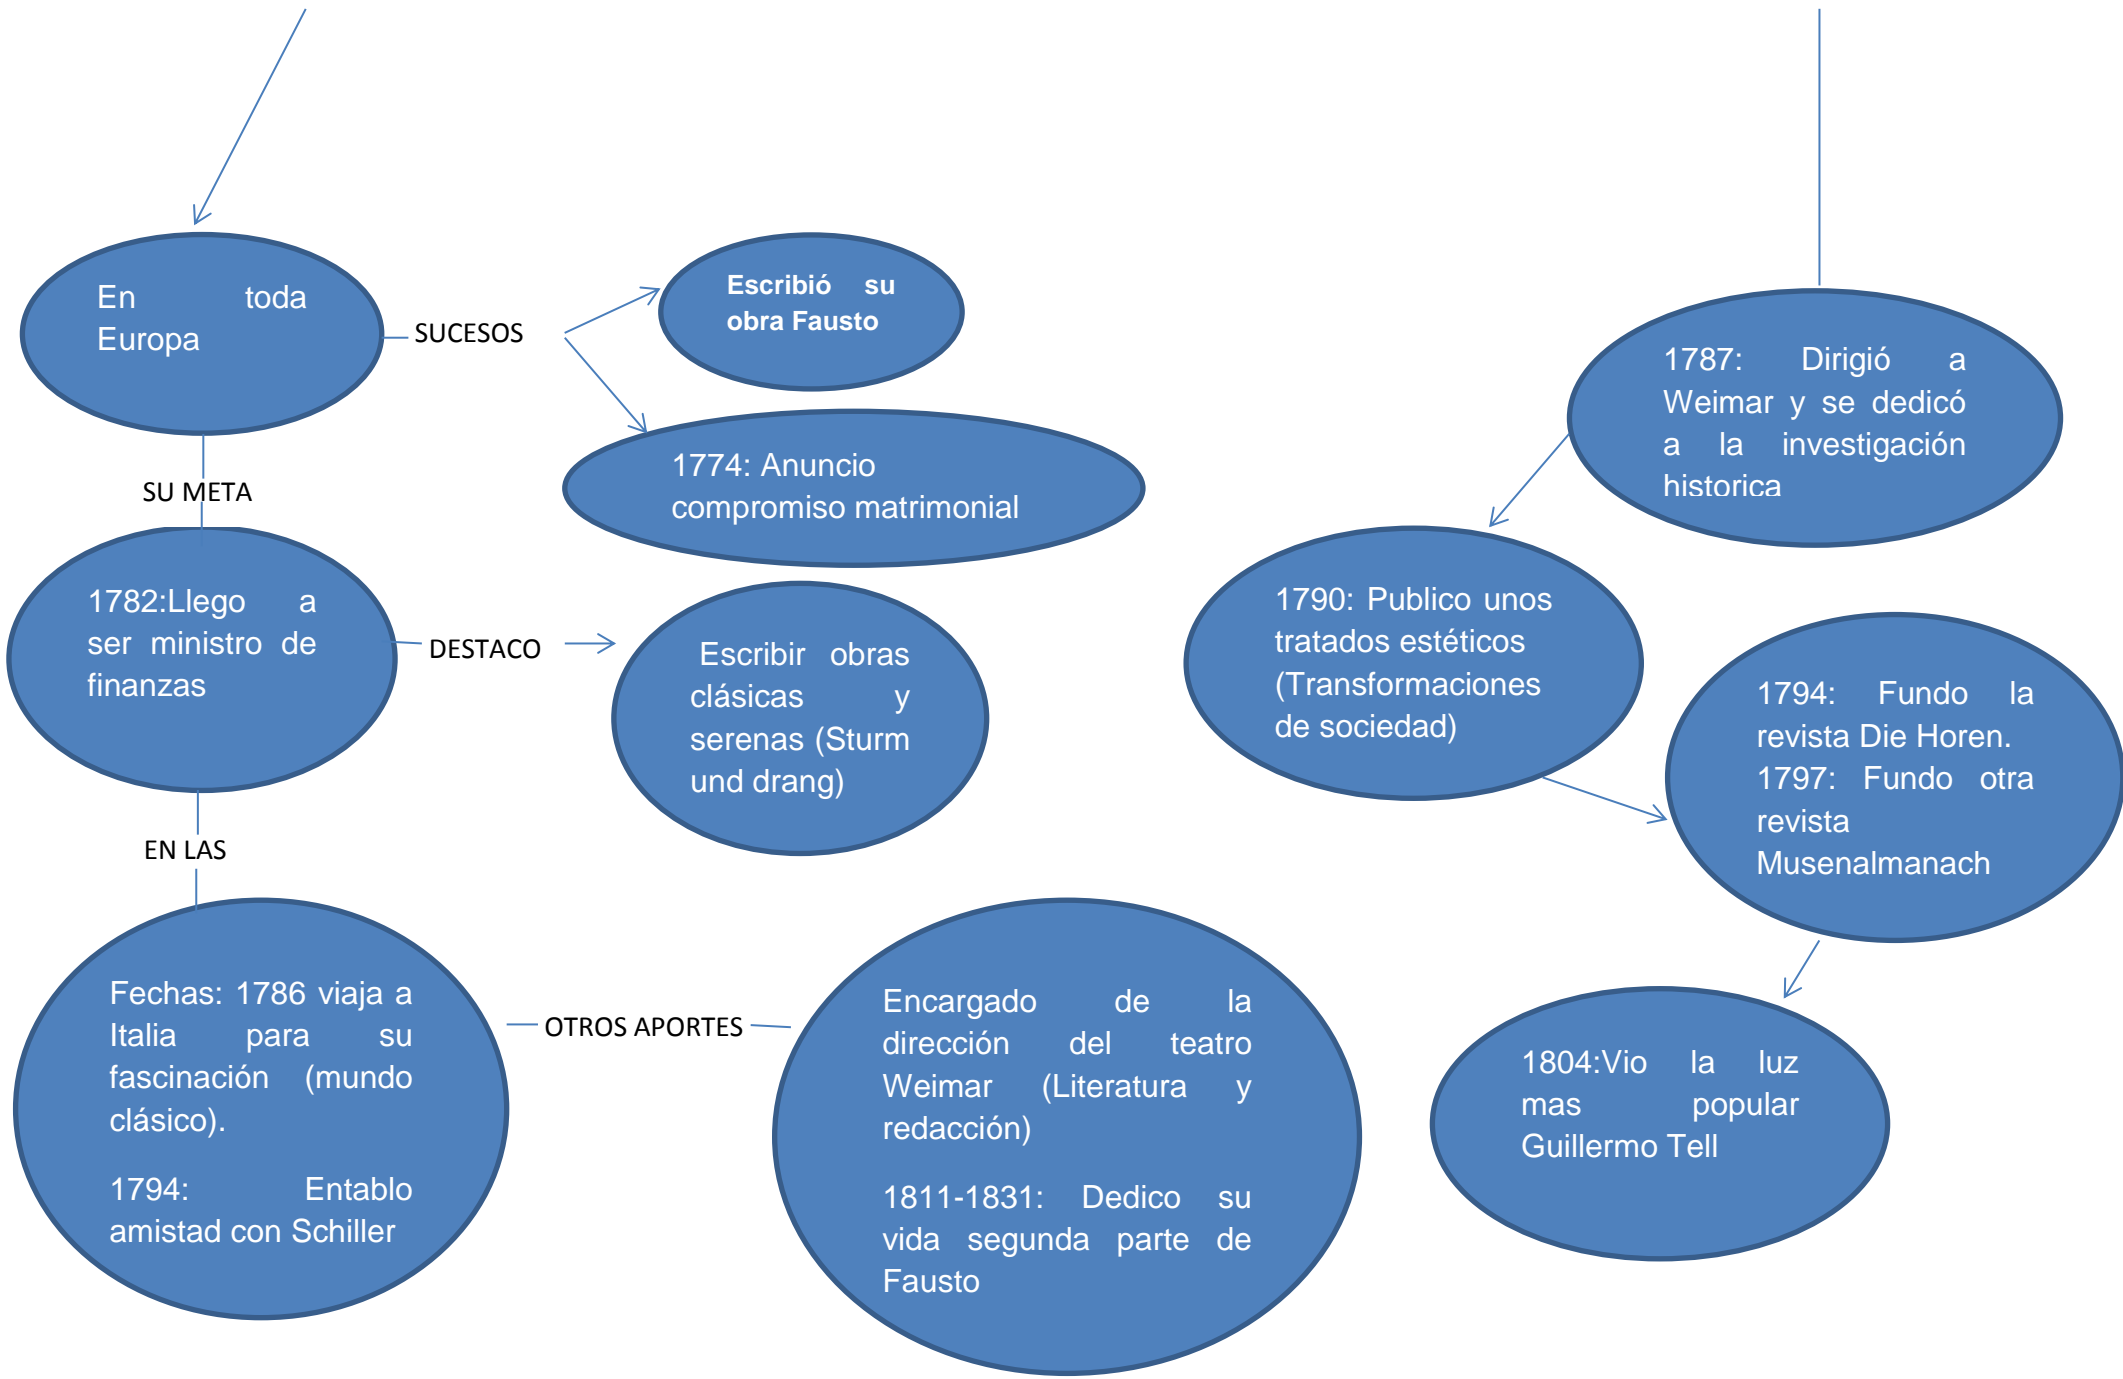 En toda
Europa
SUCESOS
Escribió su
obra Fausto
1774: Anuncio
compromiso matrimonial
SU META
1782:Llego a
ser ministro de
finanzas
DESTACO
Escribir obras
clásicas y
serenas (Sturm
und drang)
EN LAS
Fechas: 1786 viaja a
Italia para su
fascinación (mundo
clásico).
1794: Entablo
amistad con Schiller
OTROS APORTES
Encargado de la
dirección del teatro
Weimar (Literatura y
redacción)
1811-1831: Dedico su
vida segunda parte de
Fausto
1787: Dirigió a
Weimar y se dedicó
a la investigación
historica
1790: Publico unos
tratados estéticos
(Transformaciones
de sociedad)
1794: Fundo la
revista Die Horen.
1797: Fundo otra
revista
Musenalmanach
1804:Vio la luz
mas popular
Guillermo Tell